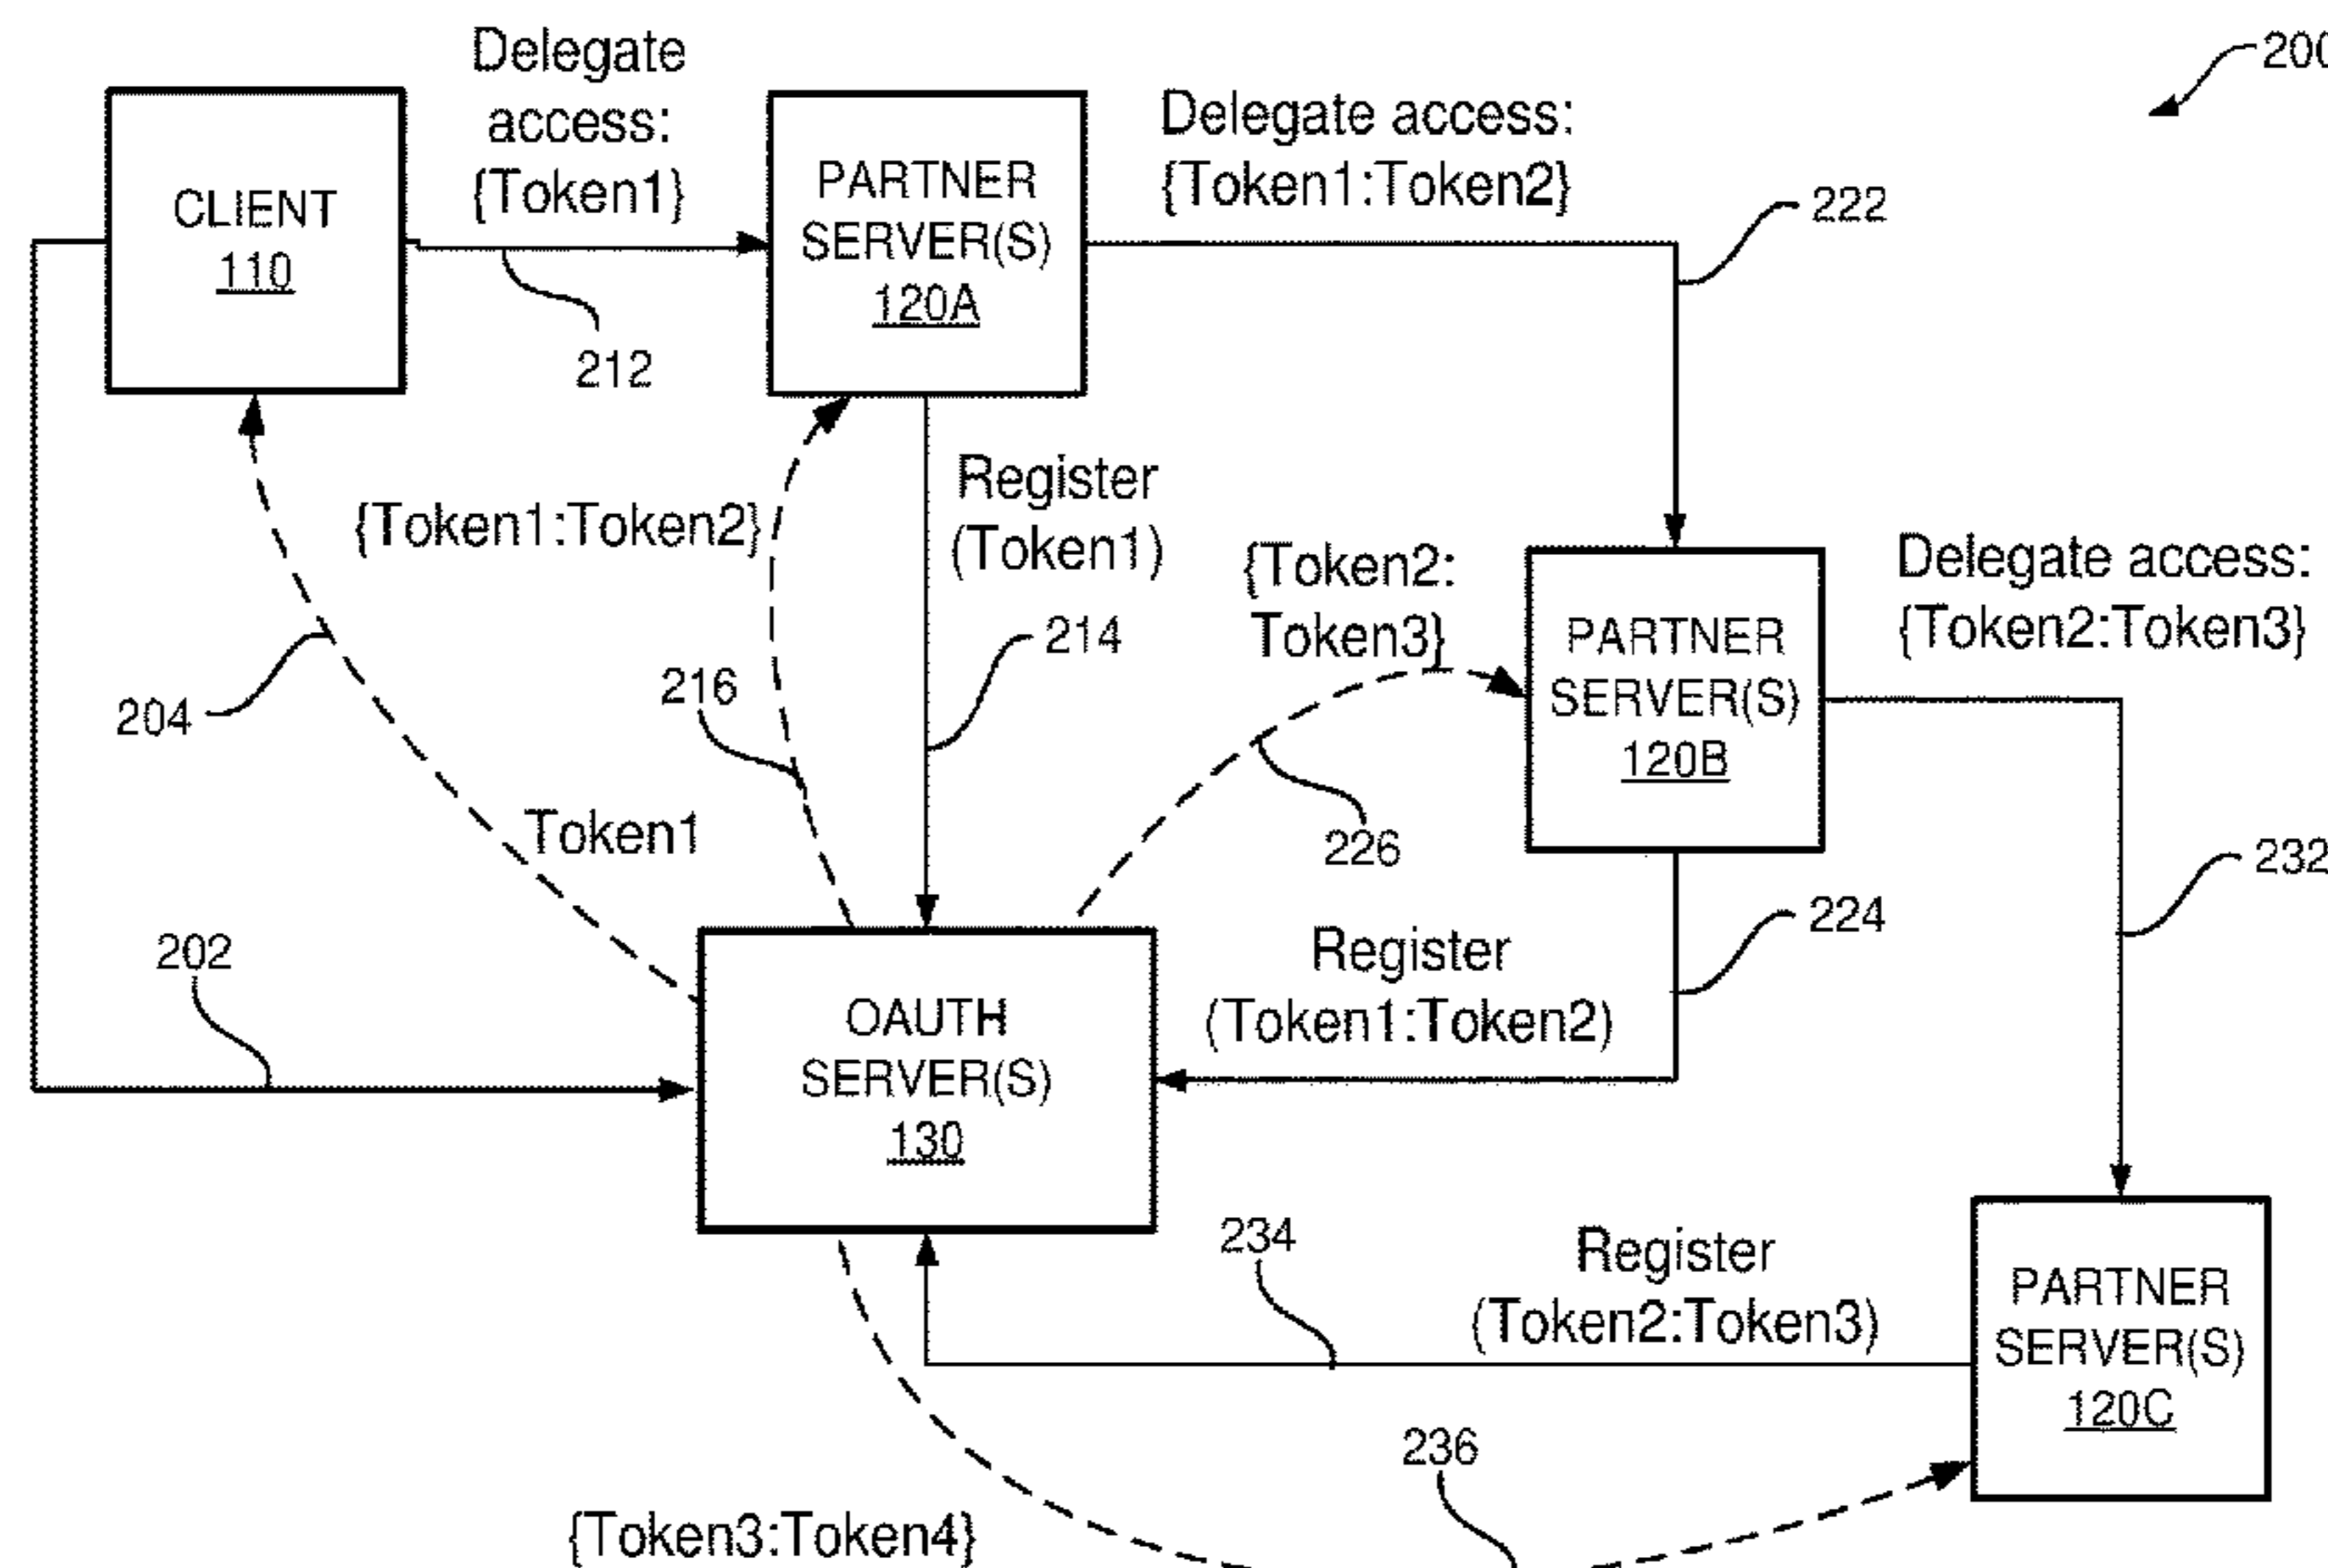 200
Delegate
access:
{Token1}
Delegate access:
{Token1:Token2}
CLIENT
110
PARTNER
SERVER(S)
120A
222
212
Register
(Token1)
{Token1:Token2}
{Token2:
Token3}
Delegate access:
{Token2:Token3}
PARTNER
SERVER(S)
120B
214
216
204
226
Token1
232
224
202
Register
(Token1:Token2)
OAUTH
SERVER(S)
130
234
Register
(Token2:Token3)
PARTNER
SERVER(S)
120C
236
{Token3:Token4}